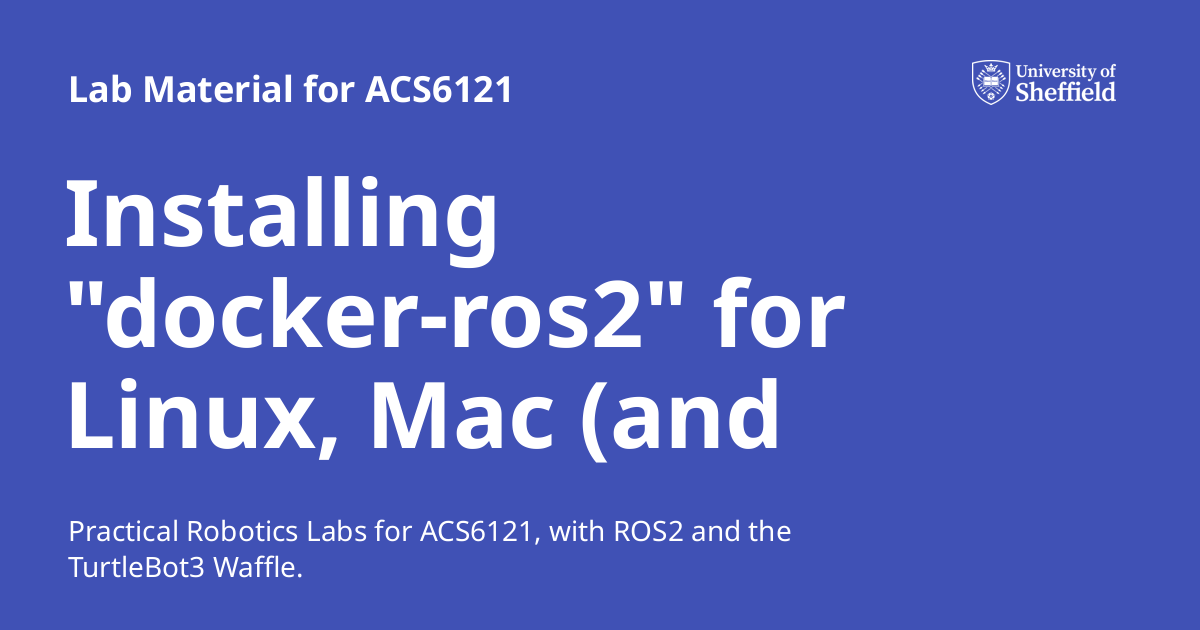 Lab Material for ACS6121
University of
Sheffield
Installing
"docker-ros2" for
Linux, Mac (and
Practical Robotics Labs for ACS6121, with ROS2 and the
TurtleBot3 Waffle.